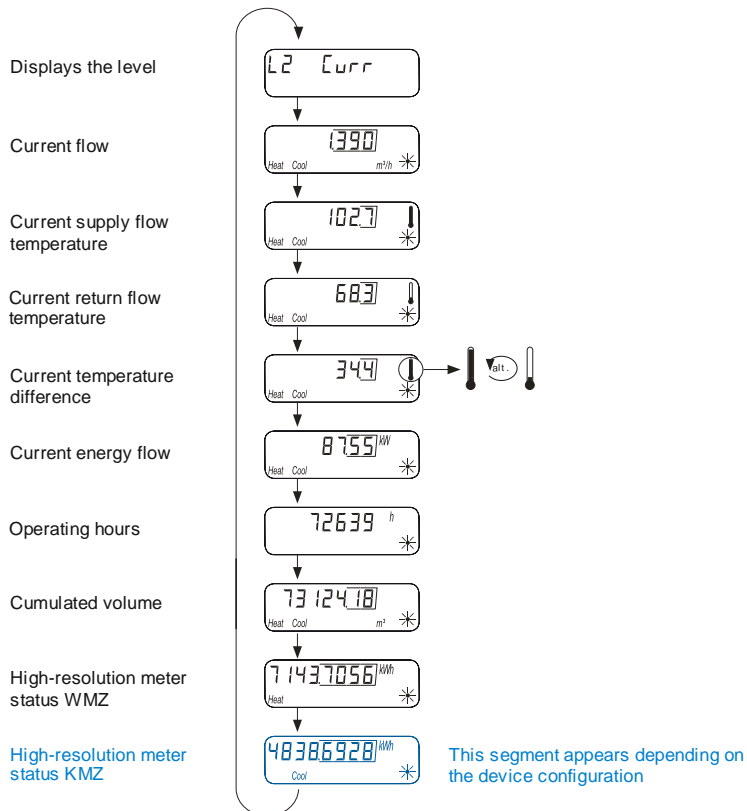 Displays the level
L2 Curr
Current flow
1.390
Heat Cool m³/h
Current supply flow
temperature
102.7
Heat Cool
Current return flow
temperature
68.3
Heat Cool
Current temperature
difference
34.4
Heat Cool
alt.
Current energy flow
87.55 kW
Heat Cool
Operating hours
72639 h
Cumulated volume
73124.18
Heat Cool m³
High-resolution meter
status WMZ
7143.7056 kWh
Heat
High-resolution meter
status KMZ
4838.6928 kWh
Cool
This segment appears depending on
the device configuration